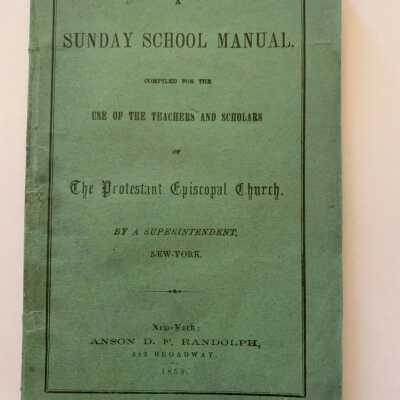 A
SUNDAY SCHOOL MANUAL.
COMPILED FOR THE
USE OF THE TEACHERS AND SCHOLARS
OF
The Protestant Episcopal Church.
BY A SUPERINTENDENT,
NEW-YORK.
New-York:
ANSON D. F. RANDOLPH,
BROADWAY.
1859.